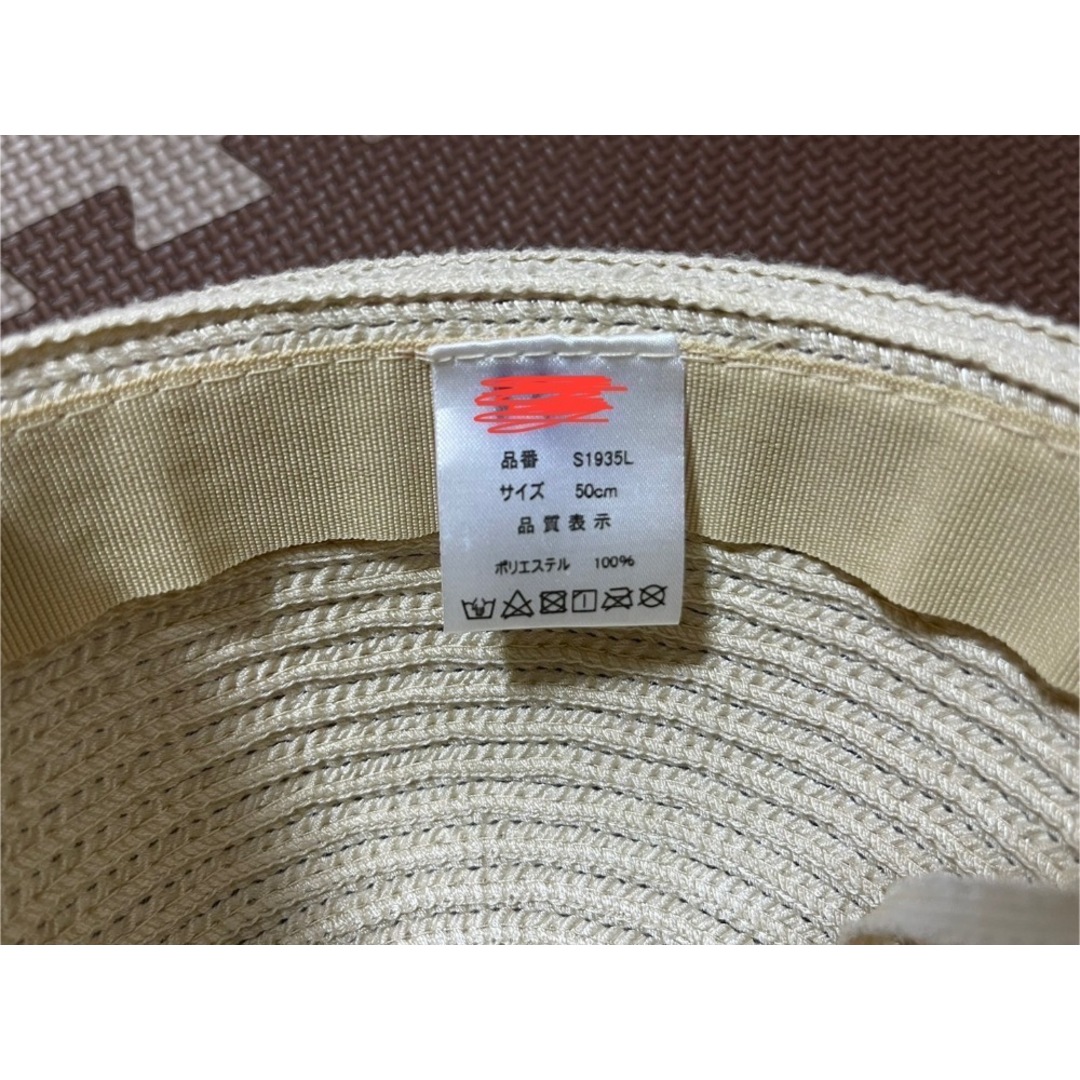 品番 S1935L
サイズ 50cm
品質表示
ポリエステル 100%